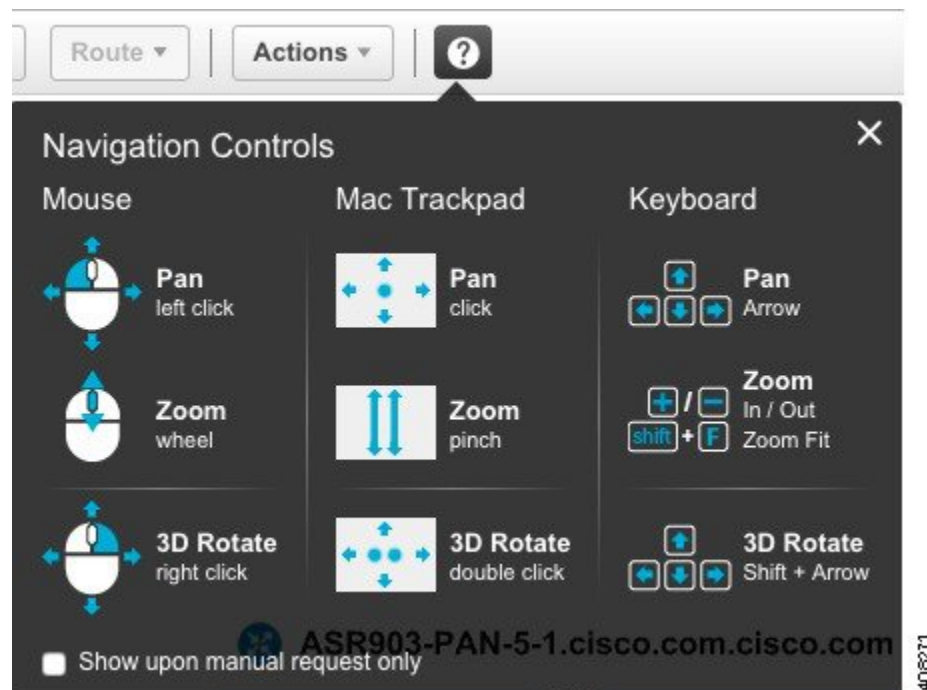 Route
Actions
?
Navigation Controls
Mouse
Mac Trackpad
Keyboard
Pan
left click
Pan
click
Pan
Arrow
Zoom
wheel
Zoom
pinch
+ / −
shift + F
Zoom
In / Out
Zoom Fit
3D Rotate
right click
3D Rotate
double click
3D Rotate
Shift + Arrow
ASR903-PAN-5-1.cisco.com.cisco.com
Show upon manual request only
406271